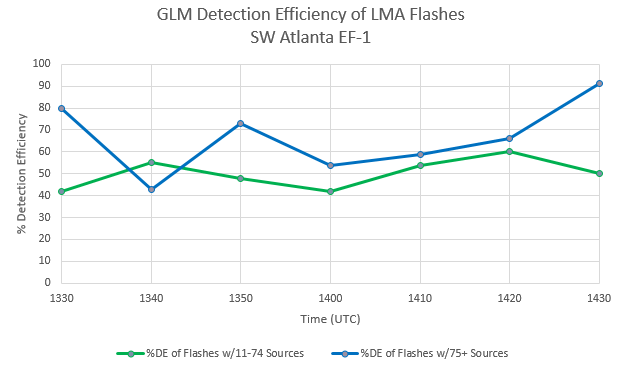 GLM Detection Efficiency of LMA Flashes
SW Atlanta EF-1
100
90
80
70
60
50
40
30
20
10
0
% Detection Efficiency
1330 1340 1350 1400 1410 1420 1430
Time (UTC)
%DE of Flashes w/11-74 Sources %DE of Flashes w/75+ Sources